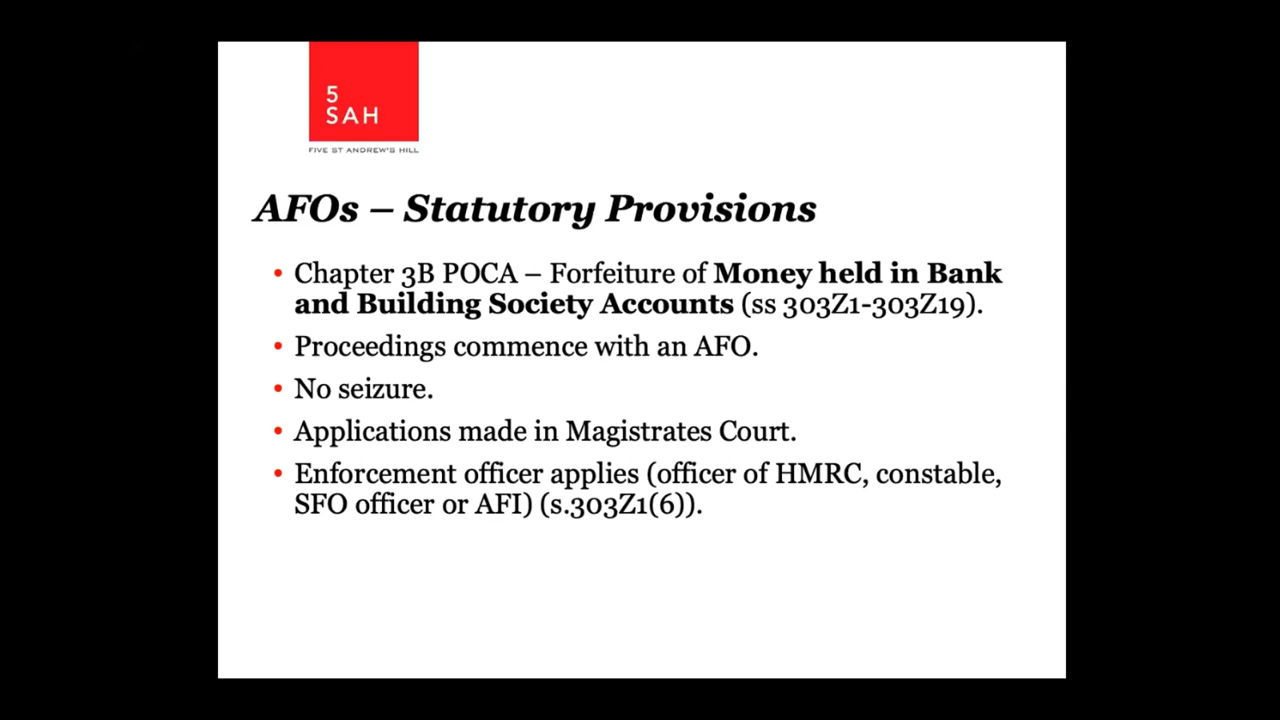 5
SAH
FIVE ST ANDREW'S HILL
AFOs – Statutory Provisions
• Chapter 3B POCA – Forfeiture of Money held in Bank
and Building Society Accounts (ss 303Z1-303Z19).
• Proceedings commence with an AFO.
• No seizure.
• Applications made in Magistrates Court.
• Enforcement officer applies (officer of HMRC, constable,
SFO officer or AFI) (s.303Z1(6)).